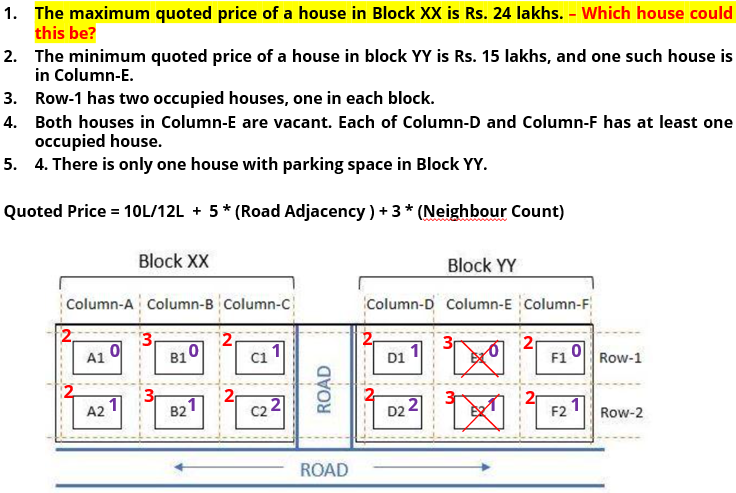 1. The maximum quoted price of a house in Block XX is Rs. 24 lakhs. – Which house could
this be?
2. The minimum quoted price of a house in block YY is Rs. 15 lakhs, and one such house is
in Column-E.
3. Row-1 has two occupied houses, one in each block.
4. Both houses in Column-E are vacant. Each of Column-D and Column-F has at least one
occupied house.
5. 4. There is only one house with parking space in Block YY.
Quoted Price = 10L/12L + 5 * (Road Adjacency ) + 3 * (Neighbour Count)
Block XX Block YY
Column-A Column-B Column-C Column-D Column-E Column-F
2 3 2 2 3 2
A1 0 B1 0 C1 1 D1 1 E1 0 F1 0 Row-1
2 3 2 2 3 2
A2 1 B2 1 C2 2 D2 2 E2 1 F2 1 Row-2
ROAD
ROAD